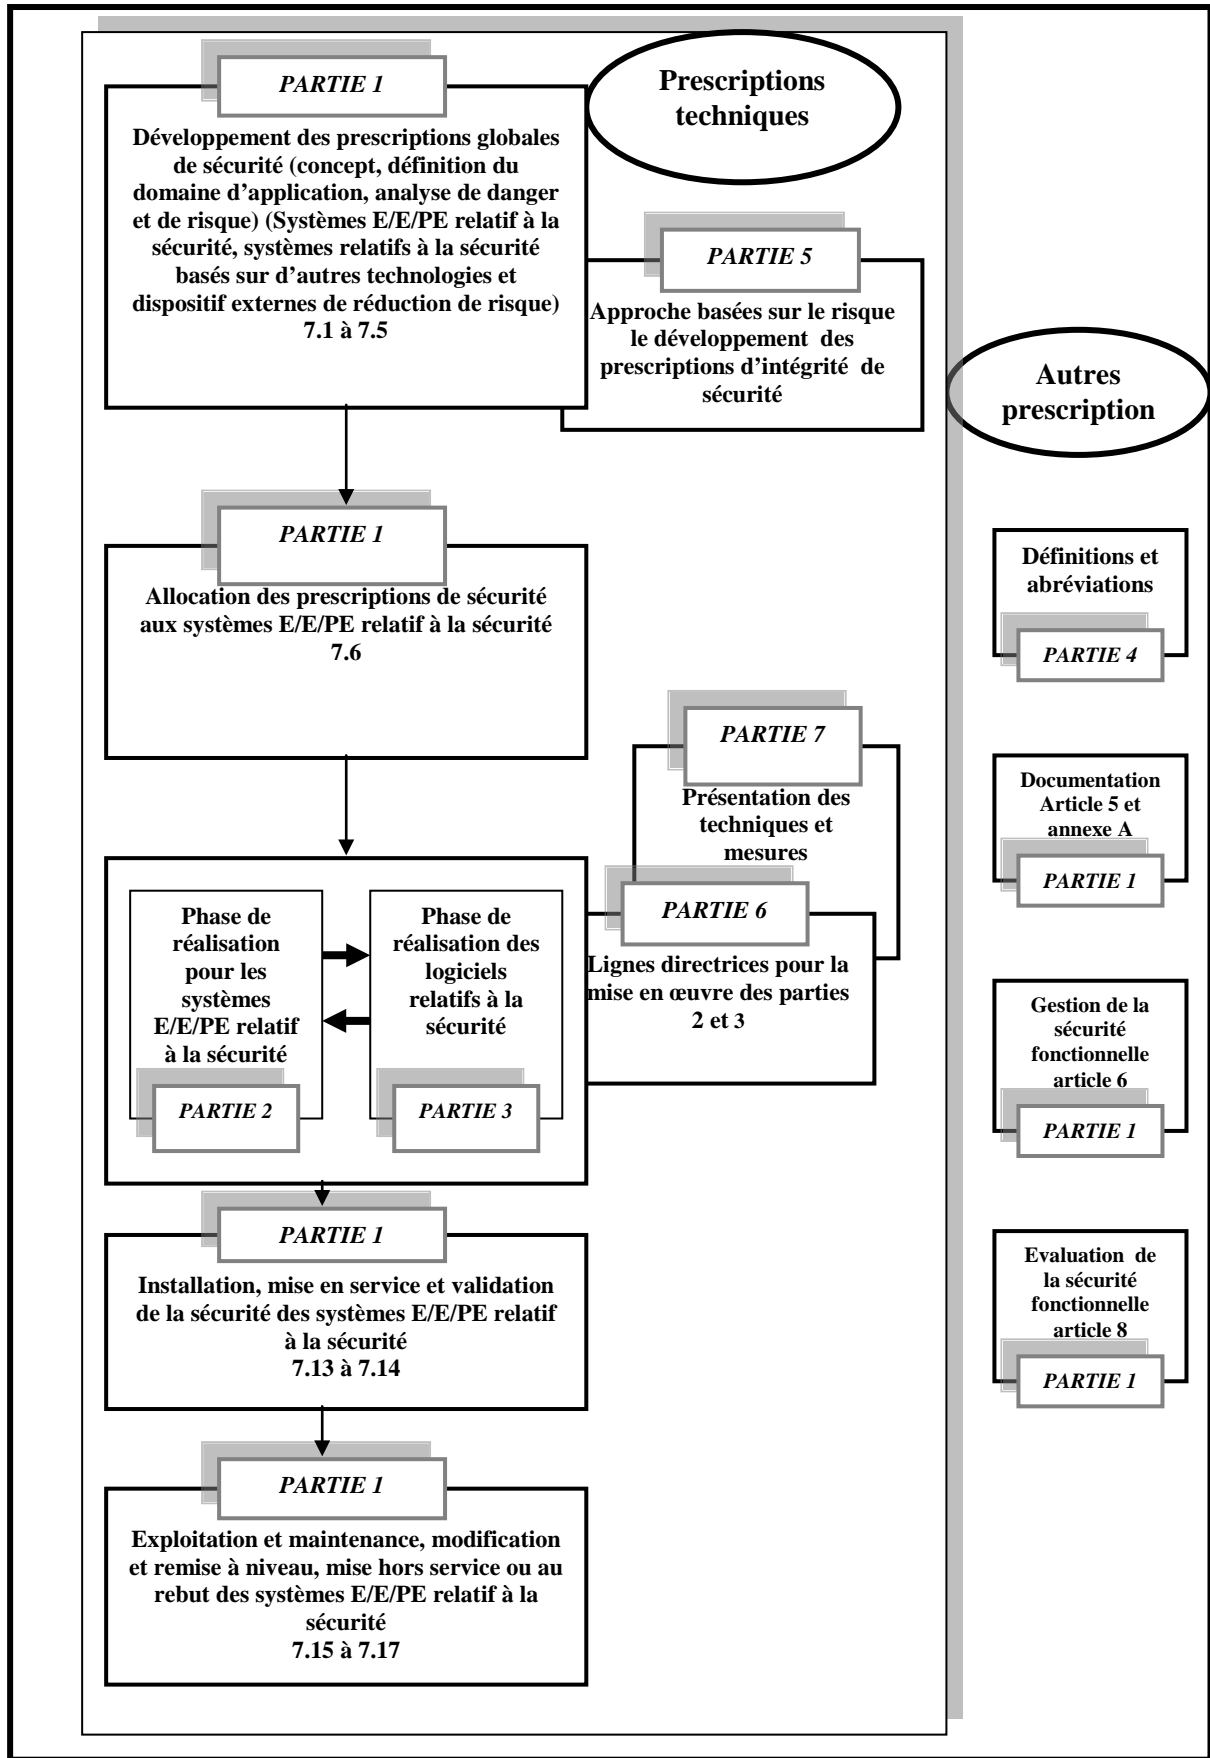 Prescriptions
techniques
PARTIE 1
Développement des prescriptions globales
de sécurité (concept, définition du
domaine d'application, analyse de danger
et de risque) (Systèmes E/E/PE relatif à la
sécurité, systèmes relatifs à la sécurité
basés sur d'autres technologies et
dispositif externes de réduction de risque)
7.1 à 7.5
PARTIE 5
Approche basées sur le risque
le développement des
prescriptions d'intégrité de
sécurité
PARTIE 1
Allocation des prescriptions de sécurité
aux systèmes E/E/PE relatif à la sécurité
7.6
PARTIE 7
Présentation des
techniques et
mesures
PARTIE 6
Lignes directrices pour la
mise en œuvre des parties
2 et 3
Phase de
réalisation
pour les
systèmes
E/E/PE relatif
à la sécurité
PARTIE 2
Phase de
réalisation des
logiciels
relatifs à la
sécurité
PARTIE 3
PARTIE 1
Installation, mise en service et validation
de la sécurité des systèmes E/E/PE relatif
à la sécurité
7.13 à 7.14
PARTIE 1
Exploitation et maintenance, modification
et remise à niveau, mise hors service ou au
rebut des systèmes E/E/PE relatif à la
sécurité
7.15 à 7.17
Autres
prescription
Définitions et
abréviations
PARTIE 4
Documentation
Article 5 et
annexe A
PARTIE 1
Gestion de la
sécurité
fonctionnelle
article 6
PARTIE 1
Evaluation de
la sécurité
fonctionnelle
article 8
PARTIE 1